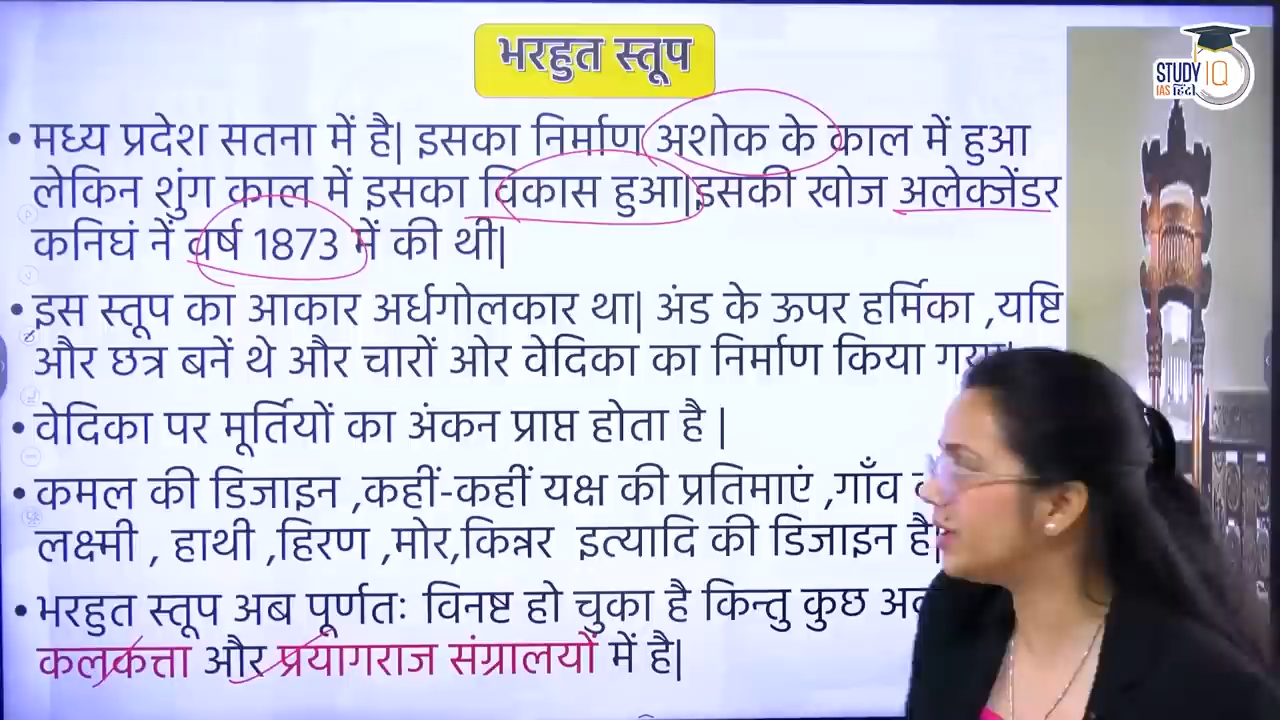 भरहुत स्तूप
STUDY IQ
IAS हिंदी
• मध्य प्रदेश सतना में है| इसका निर्माण अशोक के काल में हुआ
लेकिन शुंग काल में इसका विकास हुआ|इसकी खोज अलेक्जेंडर
कनिघं नें वर्ष 1873 में की थी|
• इस स्तूप का आकार अर्धगोलकार था| अंड के ऊपर हर्मिका ,यष्टि
और छत्र बनें थे और चारों ओर वेदिका का निर्माण किया गया|
• वेदिका पर मूर्तियों का अंकन प्राप्त होता है |
• कमल की डिजाइन ,कहीं-कहीं यक्ष की प्रतिमाएं ,गाँव
लक्ष्मी , हाथी ,हिरण ,मोर,किन्नर इत्यादि की डिजाइन है|
• भरहुत स्तूप अब पूर्णतः विनष्ट हो चुका है किन्तु कुछ
कलकत्ता और प्रयागराज संग्रालयों में है|